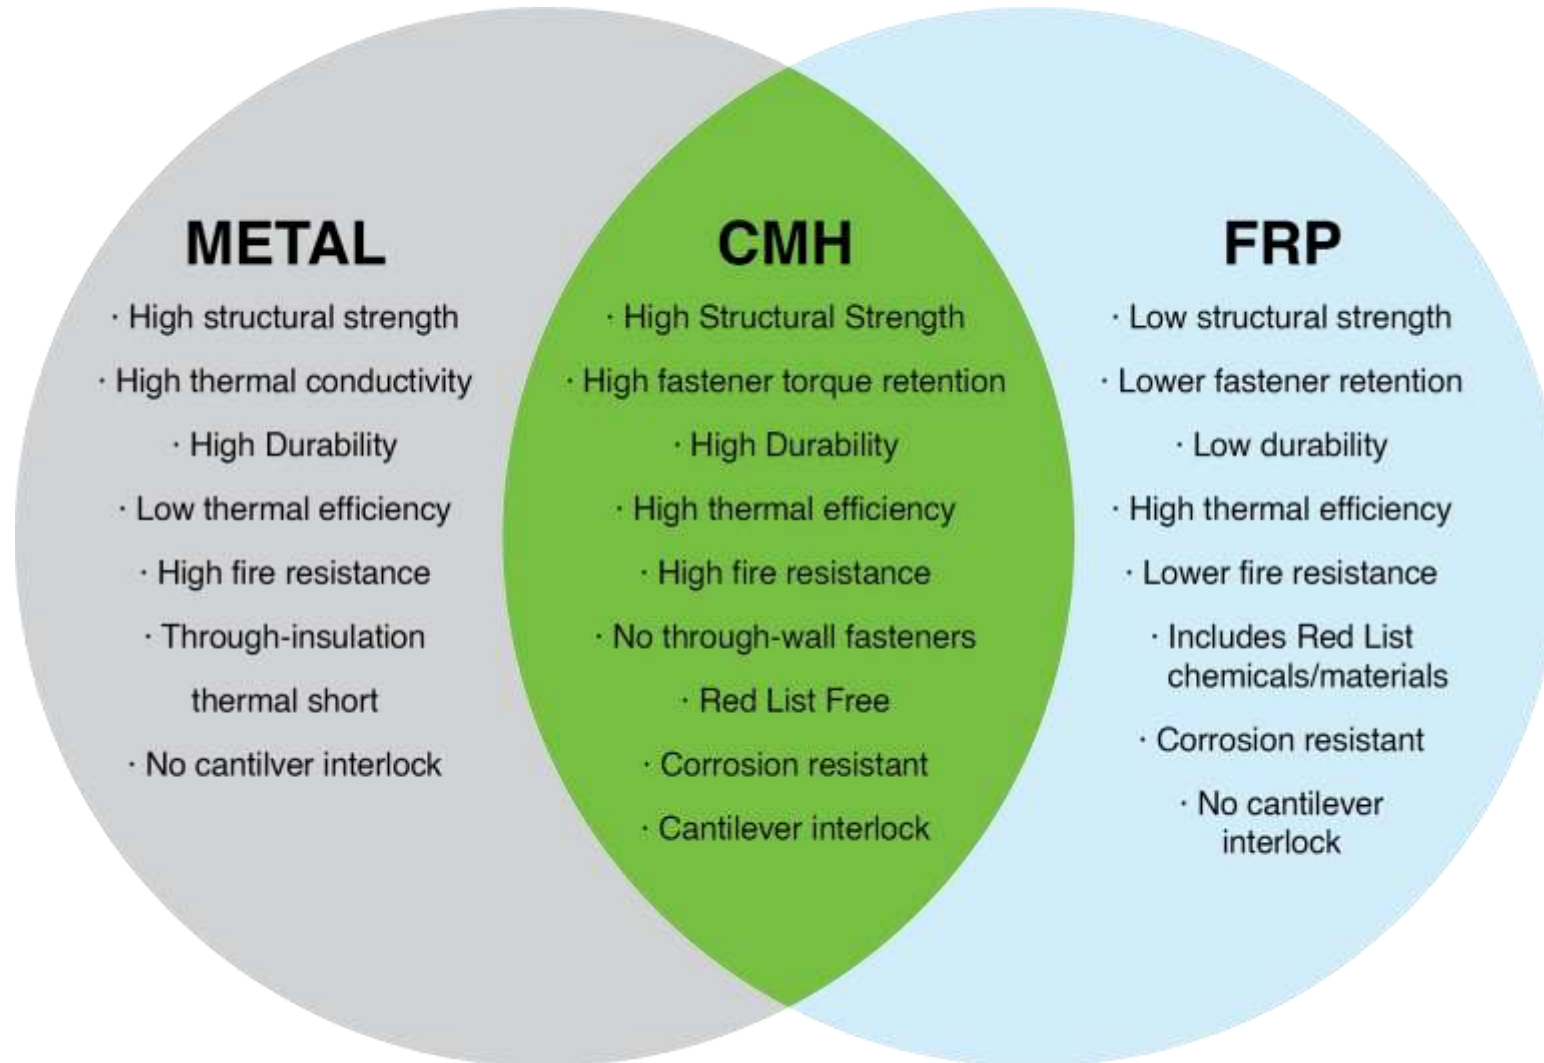 METAL
· High structural strength
· High thermal conductivity
· High Durability
· Low thermal efficiency
· High fire resistance
· Through-insulation
thermal short
· No cantilver interlock
CMH
· High Structural Strength
· High fastener torque retention
· High Durability
· High thermal efficiency
· High fire resistance
· No through-wall fasteners
· Red List Free
· Corrosion resistant
· Cantilever interlock
FRP
· Low structural strength
· Lower fastener retention
· Low durability
· High thermal efficiency
· Lower fire resistance
· Includes Red List
chemicals/materials
· Corrosion resistant
· No cantilever
interlock